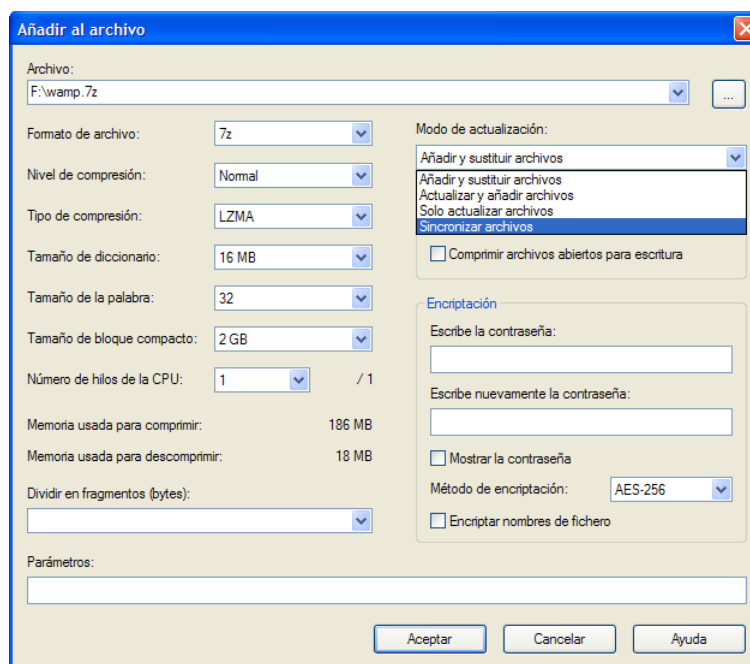 Añadir al archivo
Archivo:
F:\wamp.7z
...
Formato de archivo:
7z
Nivel de compresión:
Normal
Tipo de compresión:
LZMA
Tamaño de diccionario:
16 MB
Tamaño de la palabra:
32
Tamaño de bloque compacto:
2 GB
Número de hilos de la CPU:
1
/ 1
Memoria usada para comprimir:
186 MB
Memoria usada para descomprimir:
18 MB
Dividir en fragmentos (bytes):
Modo de actualización:
Añadir y sustituir archivos
Añadir y sustituir archivos
Actualizar y añadir archivos
Solo actualizar archivos
Sincronizar archivos
Comprimir archivos abiertos para escritura
Encriptación
Escribe la contraseña:
Escribe nuevamente la contraseña:
Mostrar la contraseña
Método de encriptación:
AES-256
Encriptar nombres de fichero
Parámetros:
Aceptar
Cancelar
Ayuda